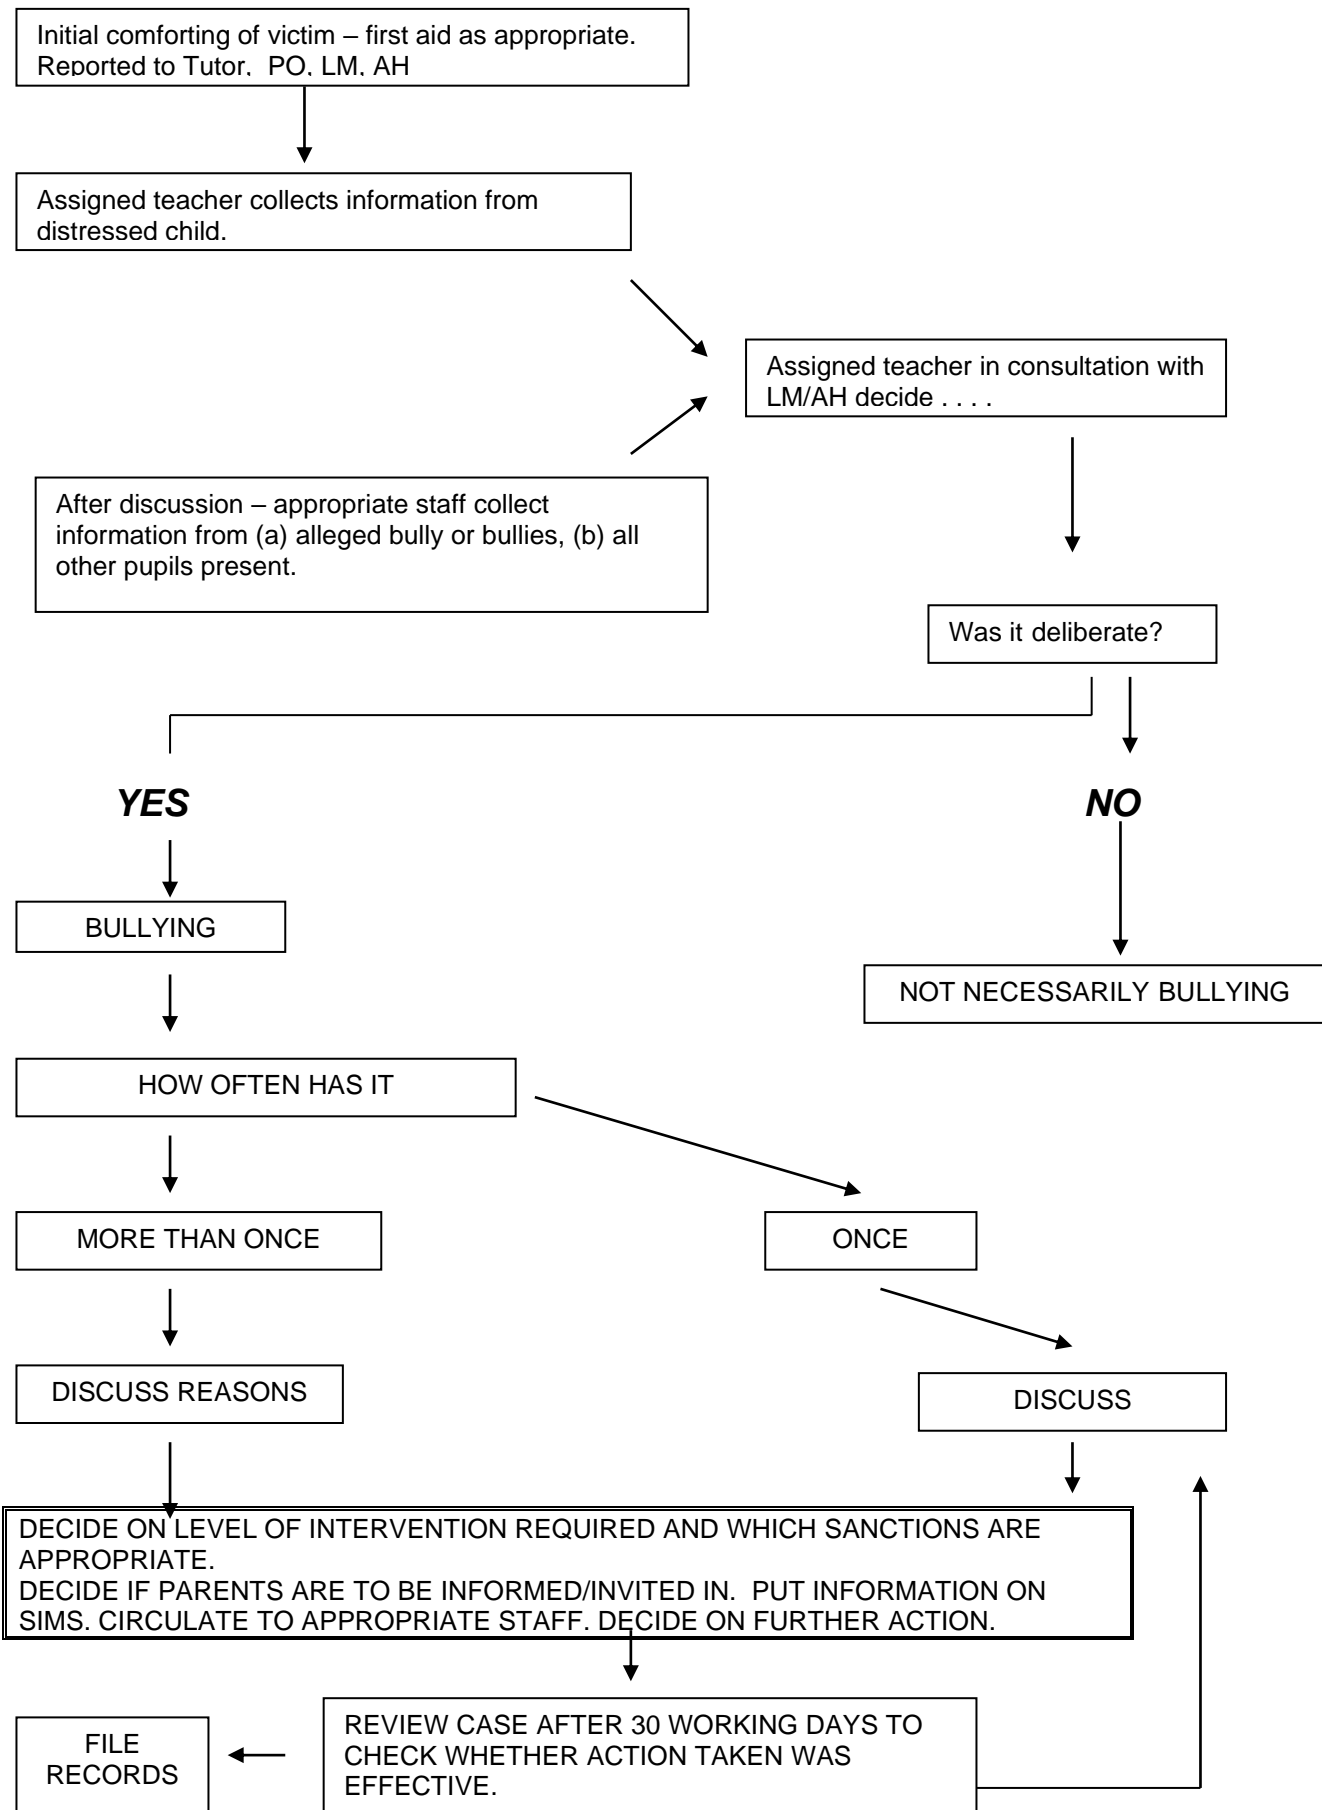 Initial comforting of victim – first aid as appropriate.
Reported to Tutor, PO, LM, AH
Assigned teacher collects information from
distressed child.
Assigned teacher in consultation with
LM/AH decide . . . .
After discussion – appropriate staff collect
information from (a) alleged bully or bullies, (b) all
other pupils present.
Was it deliberate?
YES
NO
BULLYING
NOT NECESSARILY BULLYING
HOW OFTEN HAS IT
MORE THAN ONCE
ONCE
DISCUSS REASONS
DISCUSS
DECIDE ON LEVEL OF INTERVENTION REQUIRED AND WHICH SANCTIONS ARE
APPROPRIATE.
DECIDE IF PARENTS ARE TO BE INFORMED/INVITED IN. PUT INFORMATION ON
SIMS. CIRCULATE TO APPROPRIATE STAFF. DECIDE ON FURTHER ACTION.
FILE
RECORDS
REVIEW CASE AFTER 30 WORKING DAYS TO
CHECK WHETHER ACTION TAKEN WAS
EFFECTIVE.